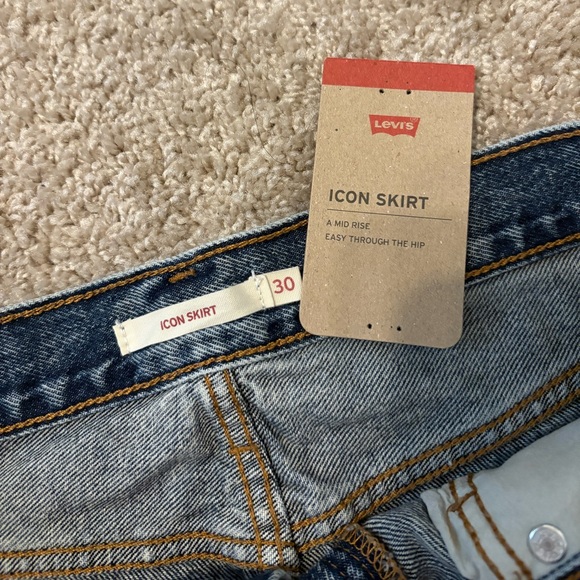 Levi's
ICON SKIRT
A MID RISE
EASY THROUGH THE HIP
ICON SKIRT
30